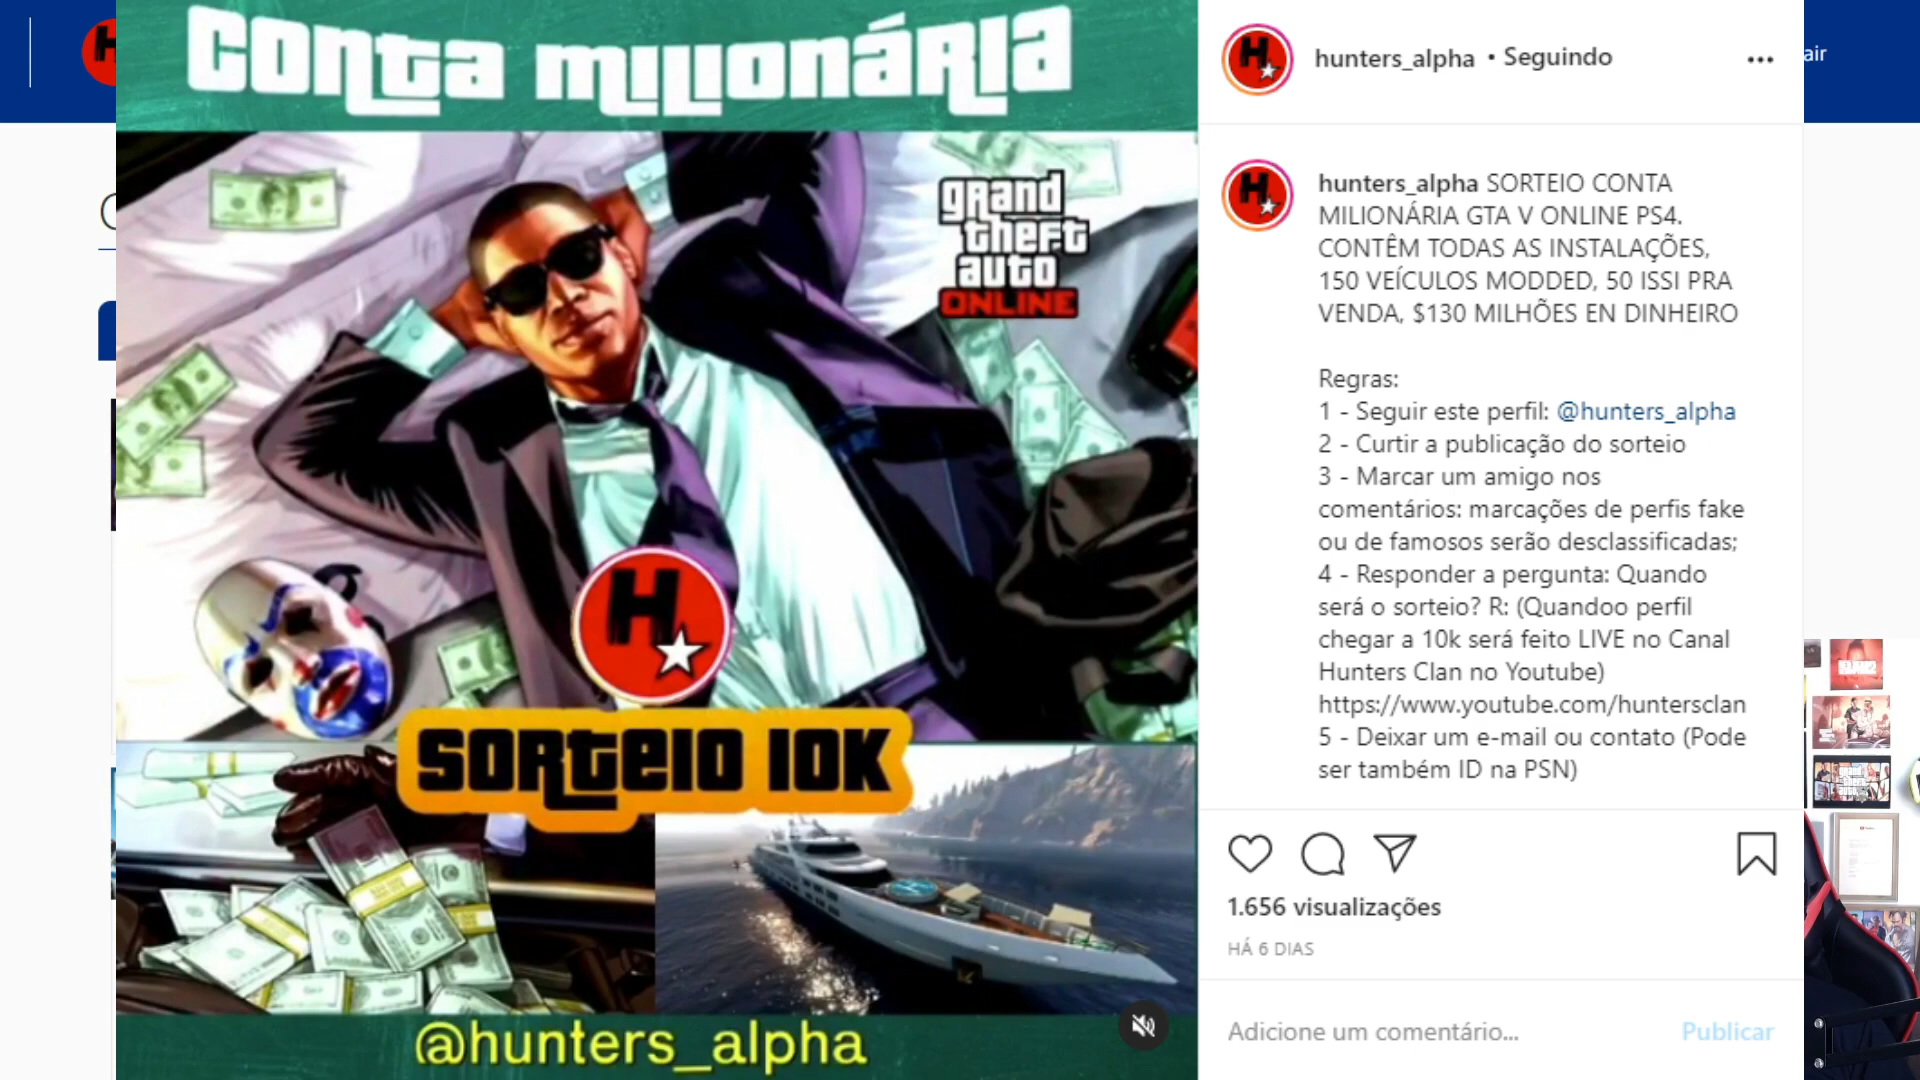 conta milionária
grand
theft
auto
ONLINE
H
SORTEIO 10K
@hunters_alpha
hunters_alpha • Seguindo
air
hunters_alpha SORTEIO CONTA
MILIONÁRIA GTA V ONLINE PS4.
CONTÊM TODAS AS INSTALAÇÕES,
150 VEÍCULOS MODDED, 50 ISSI PRA
VENDA, $130 MILHÕES EN DINHEIRO
Regras:
1 - Seguir este perfil: @hunters_alpha
2 - Curtir a publicação do sorteio
3 - Marcar um amigo nos
comentários: marcações de perfis fake
ou de famosos serão desclassificadas;
4 - Responder a pergunta: Quando
será o sorteio? R: (Quandoo perfil
chegar a 10k será feito LIVE no Canal
Hunters Clan no Youtube)
https://www.youtube.com/huntersclan
5 - Deixar um e-mail ou contato (Pode
ser também ID na PSN)
1.656 visualizações
HÁ 6 DIAS
Adicione um comentário...
Publicar